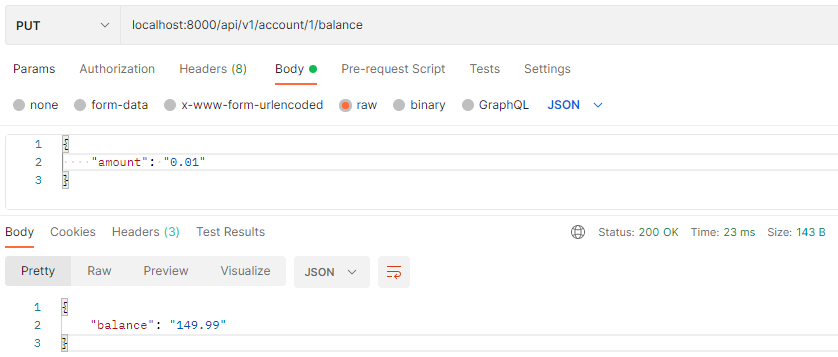 PUT localhost:8000/api/v1/account/1/balance
Params Authorization Headers (8) Body Pre-request Script Tests Settings
none form-data x-www-form-urlencoded raw binary GraphQL JSON
1 {
2 "amount": "0.01"
3 }
Body Cookies Headers (3) Test Results Status: 200 OK Time: 23 ms Size: 143 B
Pretty Raw Preview Visualize JSON
1 {
2 "balance": "149.99"
3 }